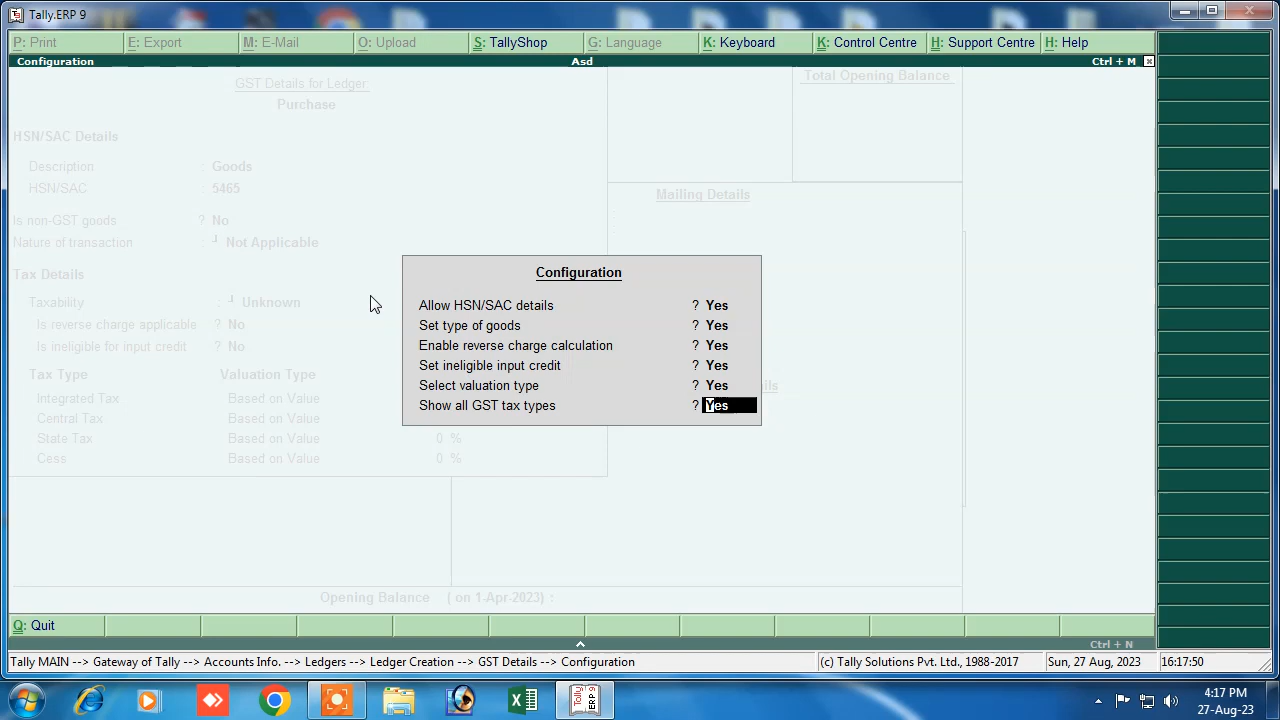 Tally.ERP 9
P: Print E: Export M: E-Mail O: Upload S: TallyShop G: Language K: Keyboard K: Control Centre H: Support Centre H: Help
Configuration Asd Ctrl + M
GST Details for Ledger
Purchase
Total Opening Balance
HSN/SAC Details
Description : Goods
HSN/SAC : 5465
Mailing Details
Is non-GST goods ? No
Nature of transaction : Not Applicable
Tax Details
Taxability : Unknown
Is reverse charge applicable ? No
Is ineligible for input credit ? No
Tax Type Valuation Type
Integrated Tax Based on Value
Central Tax Based on Value
State Tax Based on Value 0 %
Cess Based on Value 0 %
Configuration
Allow HSN/SAC details ? Yes
Set type of goods ? Yes
Enable reverse charge calculation ? Yes
Set ineligible input credit ? Yes
Select valuation type ? Yes
Show all GST tax types ? Yes
Opening Balance ( on 1-Apr-2023) :
Q: Quit
Ctrl + N
Tally MAIN --> Gateway of Tally --> Accounts Info. --> Ledgers --> Ledger Creation --> GST Details --> Configuration (c) Tally Solutions Pvt. Ltd., 1988-2017 Sun, 27 Aug, 2023 16:17:50
4:17 PM
27-Aug-23